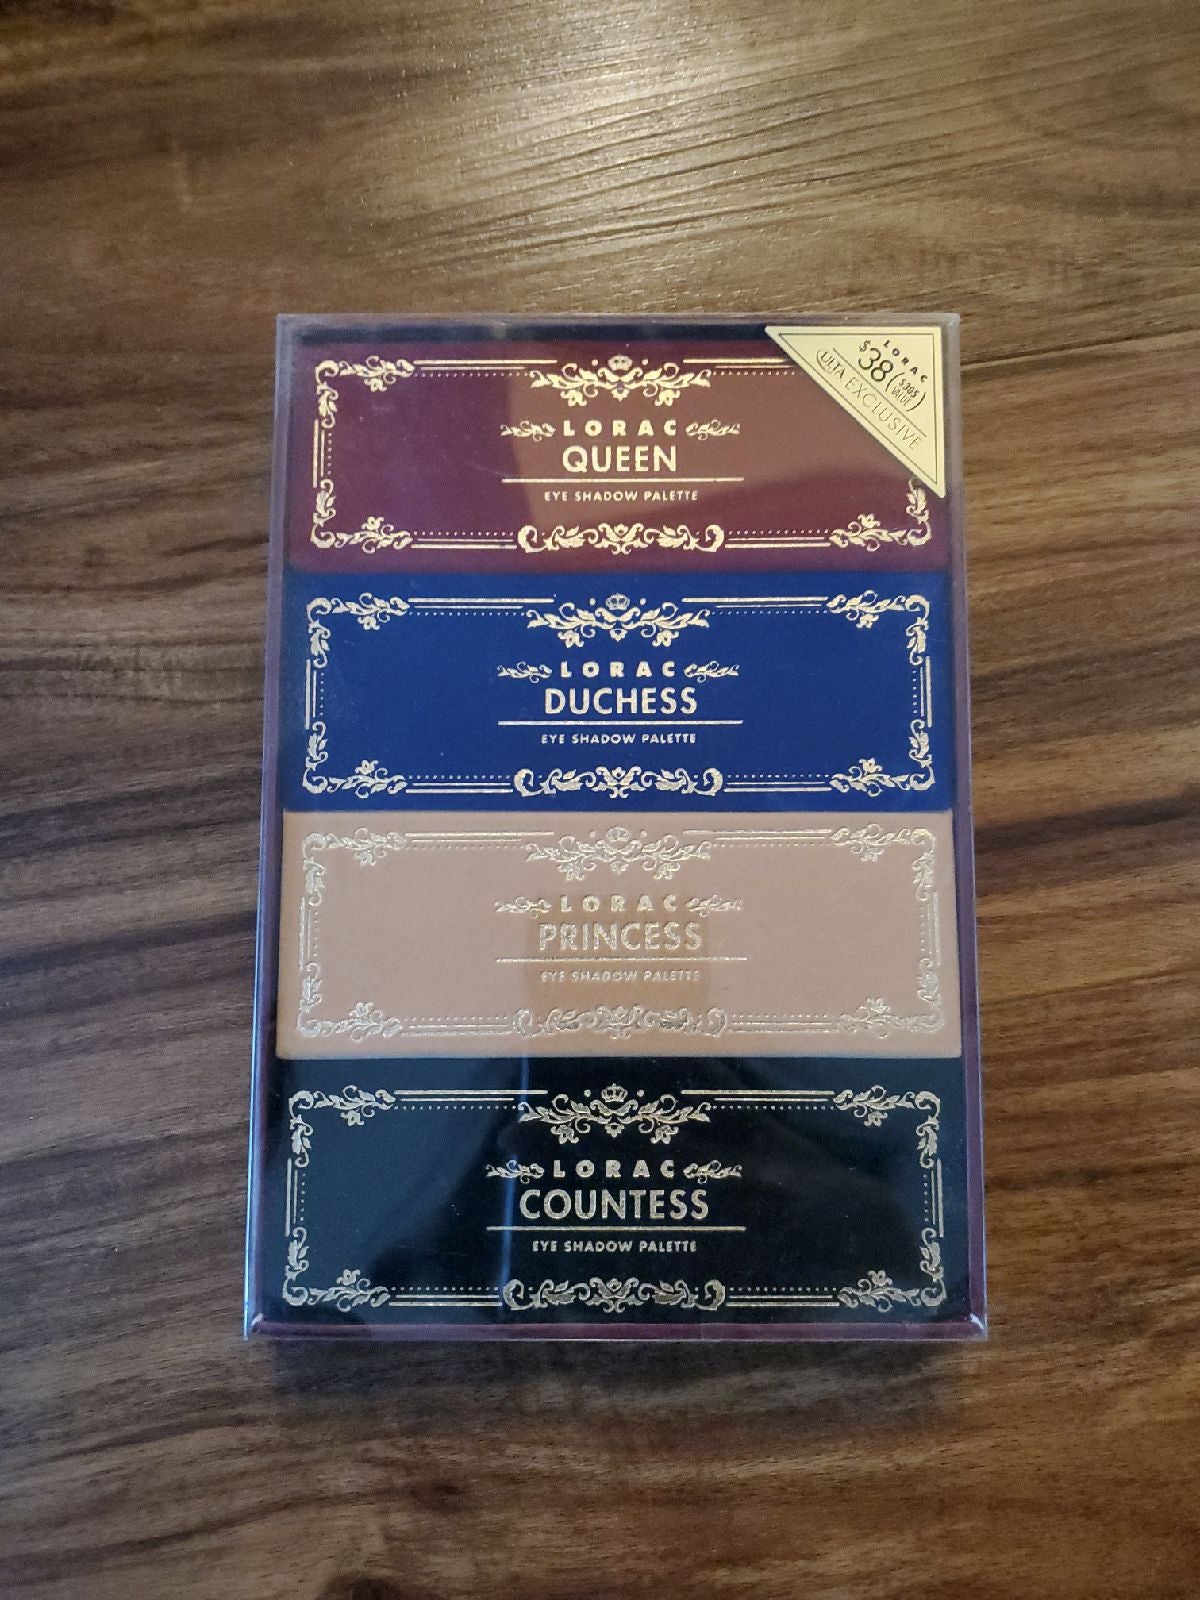 LORAC
$38 ($305 VALUE)
ULTA EXCLUSIVE
LORAC
QUEEN
EYE SHADOW PALETTE
LORAC
DUCHESS
EYE SHADOW PALETTE
LORAC
PRINCESS
EYE SHADOW PALETTE
LORAC
COUNTESS
EYE SHADOW PALETTE